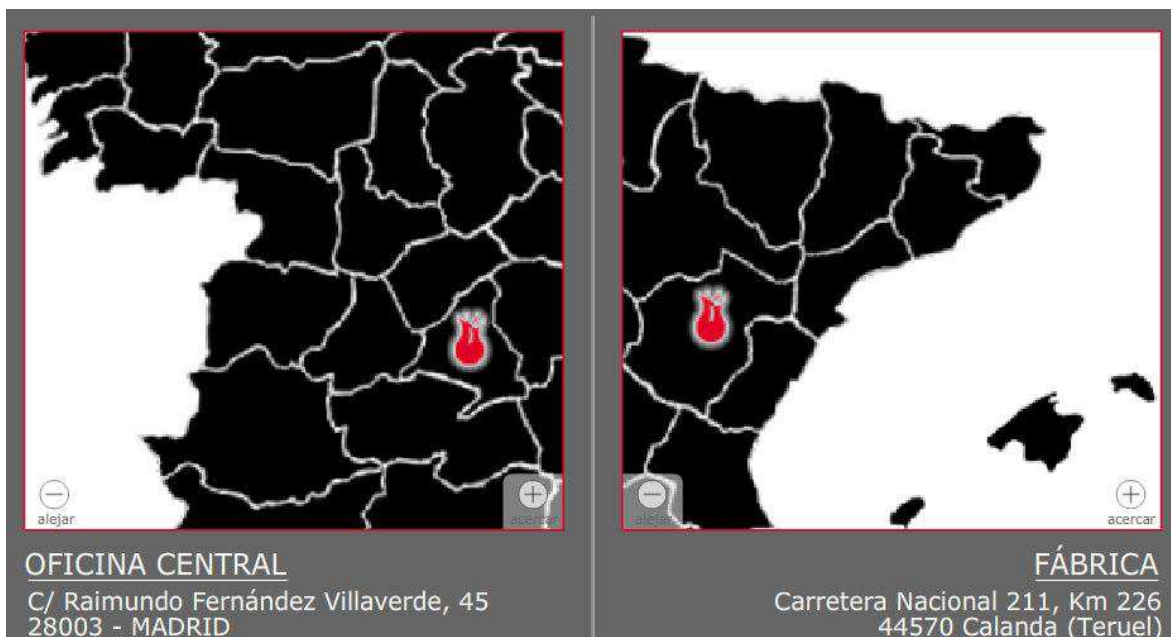 alejar
acercar
OFICINA CENTRAL
C/ Raimundo Fernández Villaverde, 45
28003 - MADRID
alejar
acercar
FÁBRICA
Carretera Nacional 211, Km 226
44570 Calanda (Teruel)